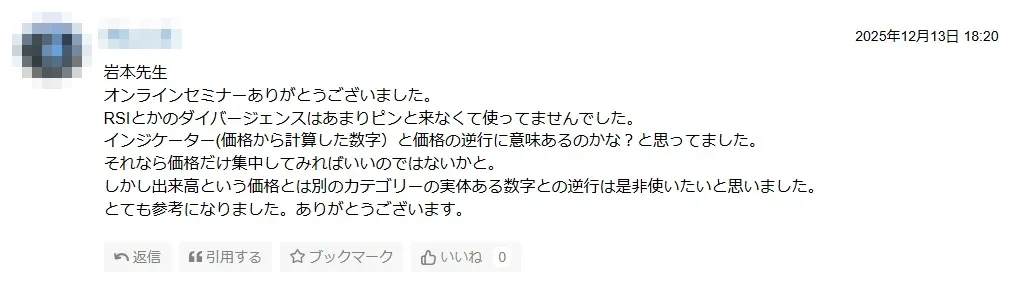 2025年12月13日 18:20
岩本先生
オンラインセミナーありがとうございました。
RSIとかのダイバージェンスはあまりピンと来なくて使ってませんでした。
インジケーター(価格から計算した数字）と価格の逆行に意味あるのかな？と思ってました。
それなら価格だけ集中してみればいいのではないかと。
しかし出来高という価格とは別のカテゴリーの実体ある数字との逆行は是非使いたいと思いました。
とても参考になりました。ありがとうございます。
返信 引用する ブックマーク いいね 0